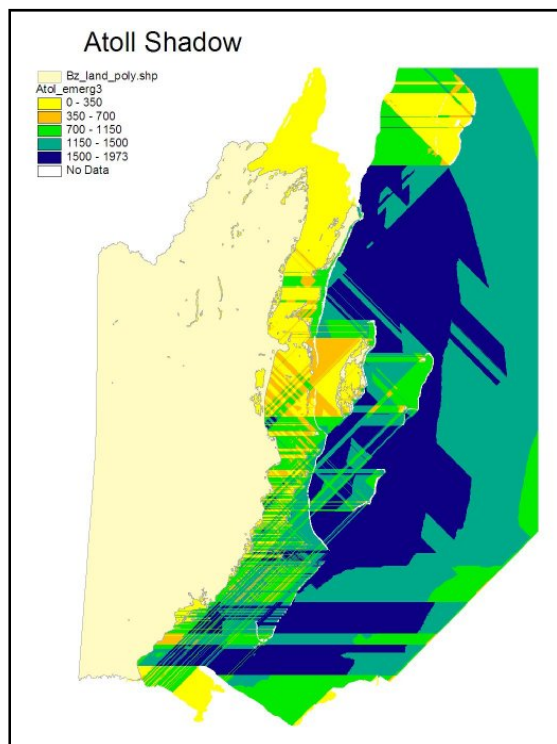 Atoll Shadow
Bz_land_poly.shp
Atol_emerg3
0 - 350
350 - 700
700 - 1150
1150 - 1500
1500 - 1973
No Data